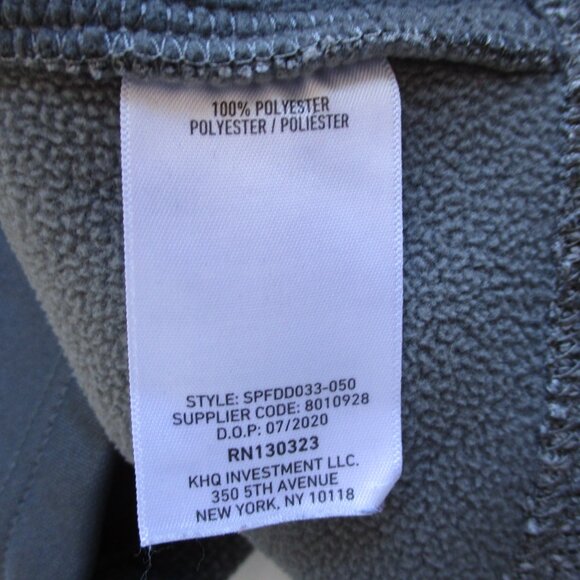 100% POLYESTER
POLYESTER / POLIESTER
STYLE: SPFDD033-050
SUPPLIER CODE: 8010928
D.O.P: 07/2020
RN130323
KHQ INVESTMENT LLC.
350 5TH AVENUE
NEW YORK, NY 10118